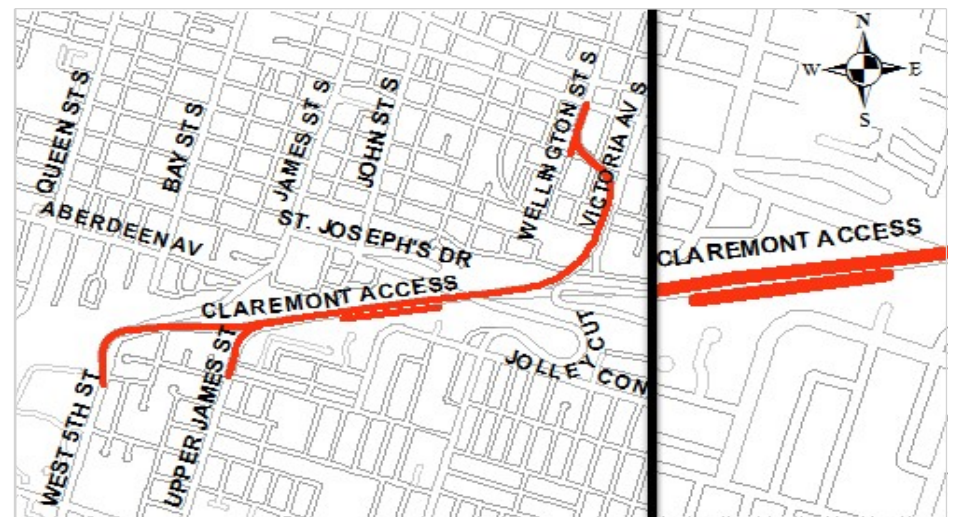 QUEEN ST S
BAY ST S
JAMES ST S
JOHN ST S
WELLINGTON ST S
VICTORIA AV S
ABERDEEN AV
ST. JOSEPH'S DR
CLAREMONT ACCESS
JOLLEY CUT
CON
WEST 5TH ST
UPPER JAMES ST
N
W
E
S
CLAREMONT ACCESS